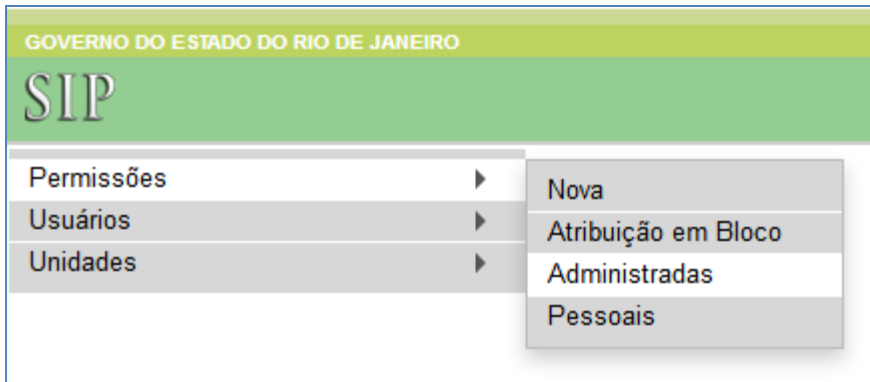 GOVERNO DO ESTADO DO RIO DE JANEIRO
SIP
Permissões
Usuários
Unidades
Nova
Atribuição em Bloco
Administradas
Pessoais